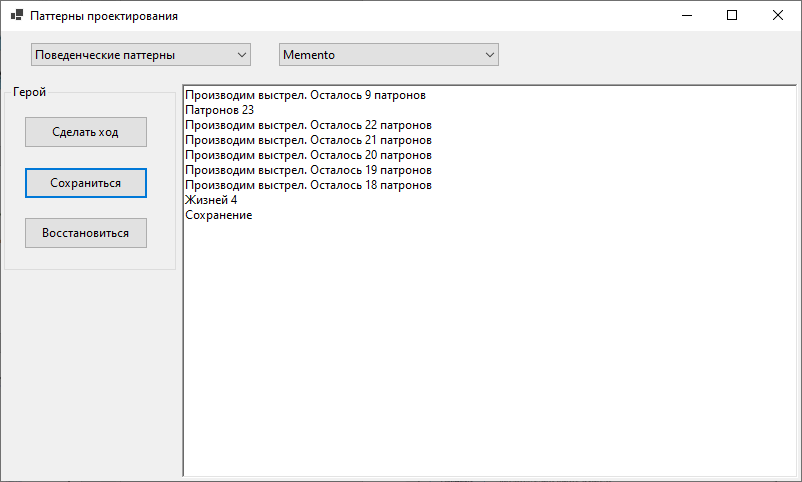 Паттерны проектирования
Поведенческие паттерны
Memento
Герой
Сделать ход
Сохраниться
Восстановиться
Производим выстрел. Осталось 9 патронов
Патронов 23
Производим выстрел. Осталось 22 патронов
Производим выстрел. Осталось 21 патронов
Производим выстрел. Осталось 20 патронов
Производим выстрел. Осталось 19 патронов
Производим выстрел. Осталось 18 патронов
Жизней 4
Сохранение